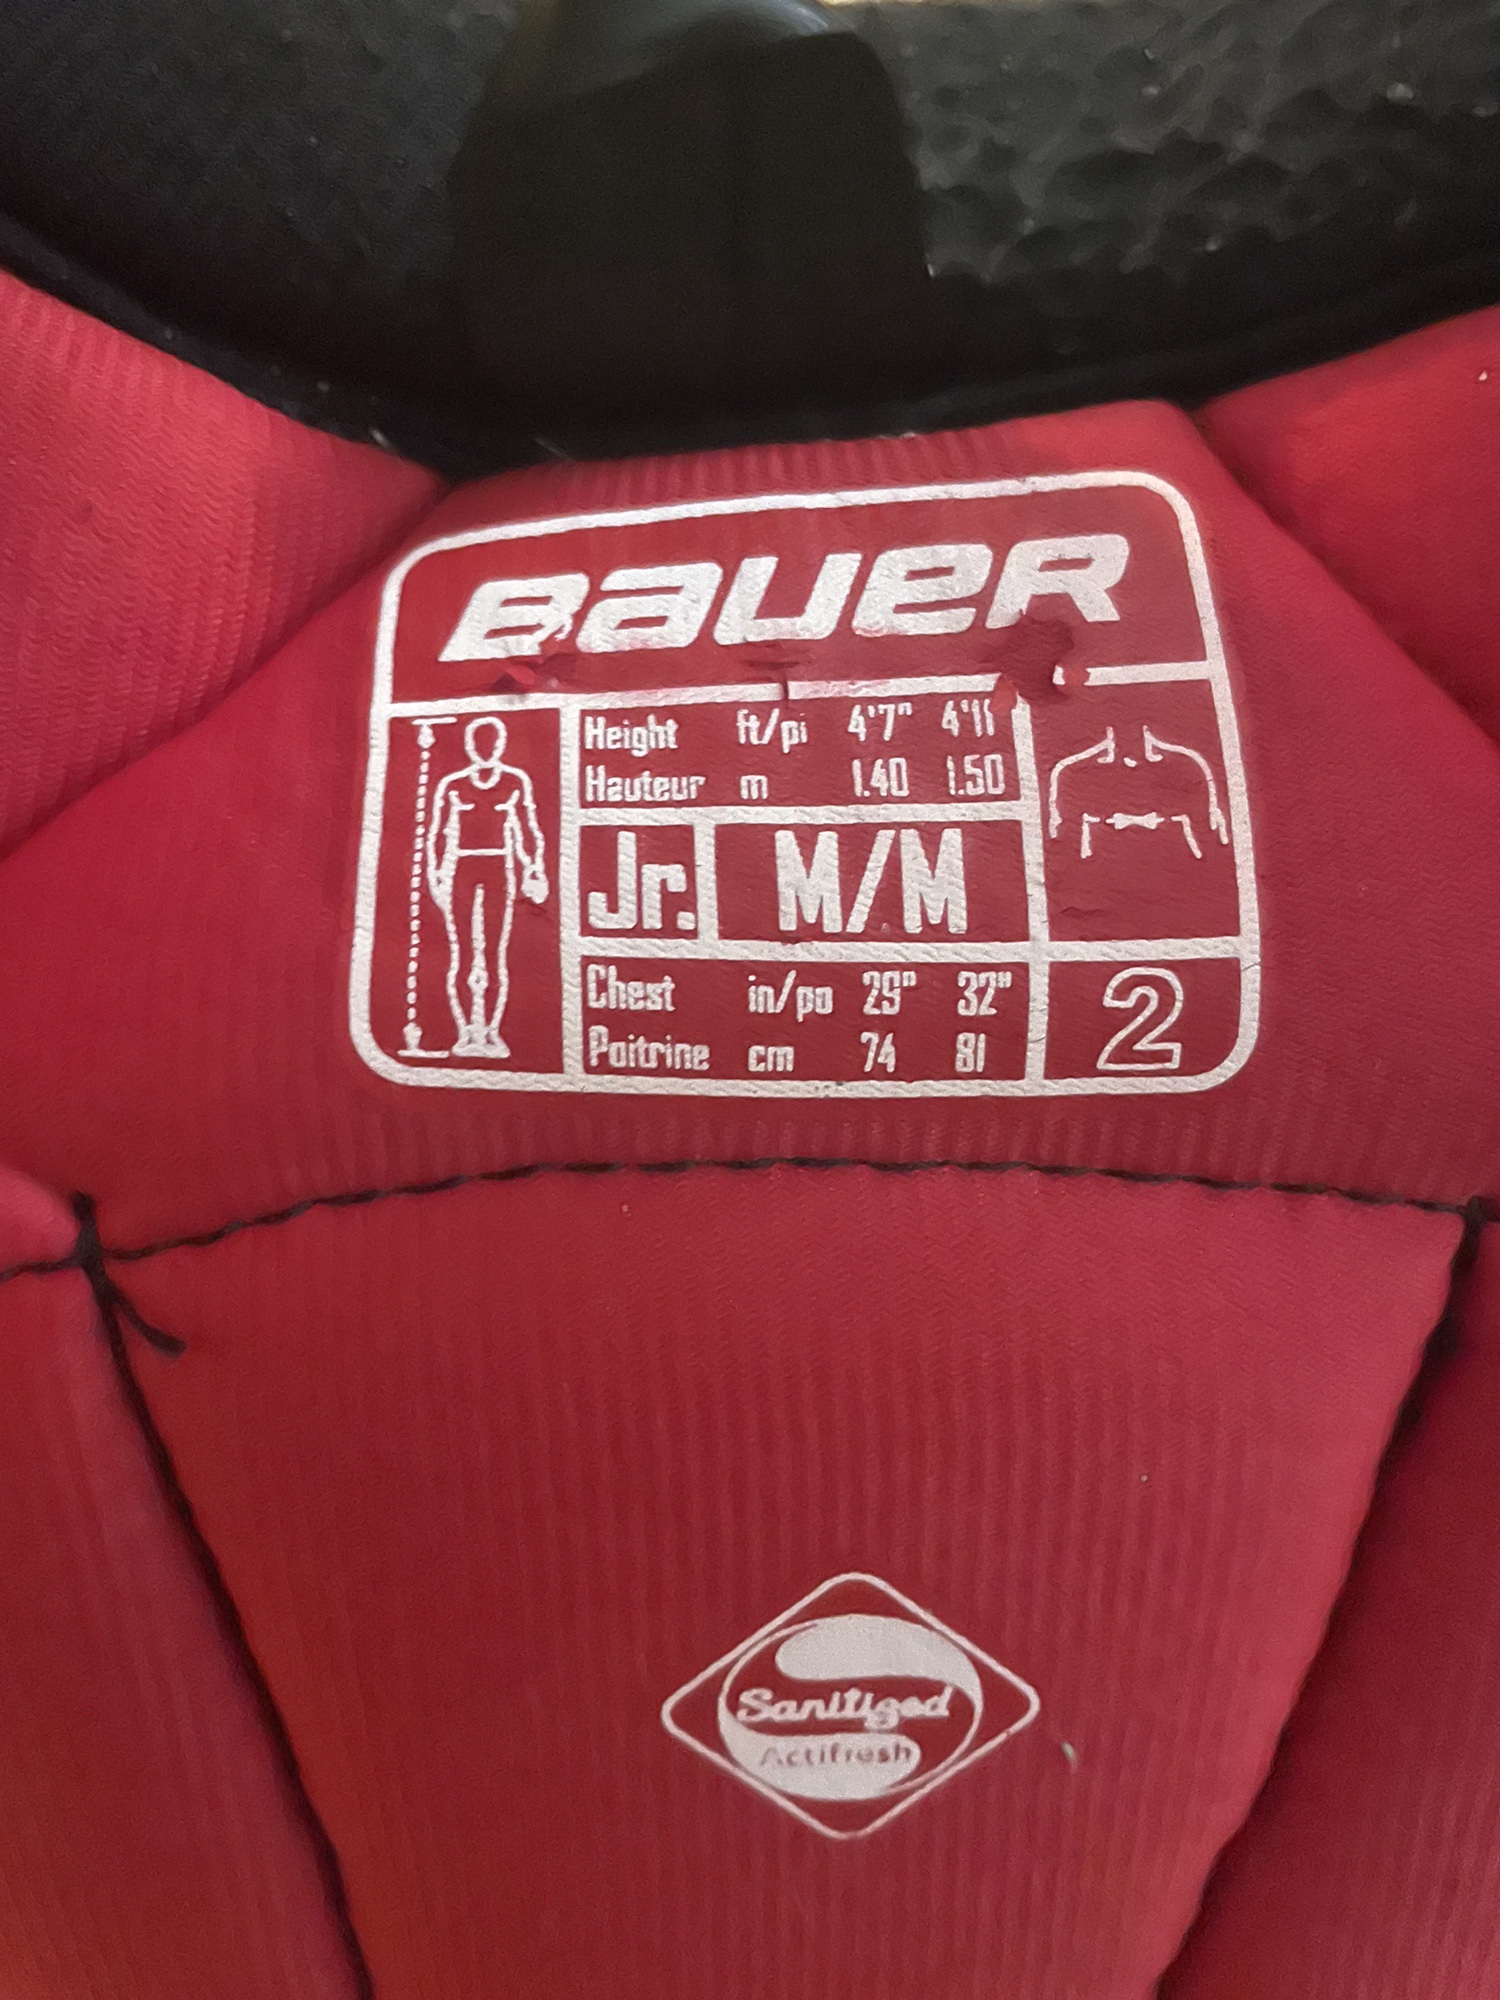 BAUER
Height ft/pi 4'7" 4'11
Hauteur m 1.40 1.50
Jr. M/M
Chest in/po 29" 32"
Poitrine cm 74 81
2
Sanitized
Actifresh